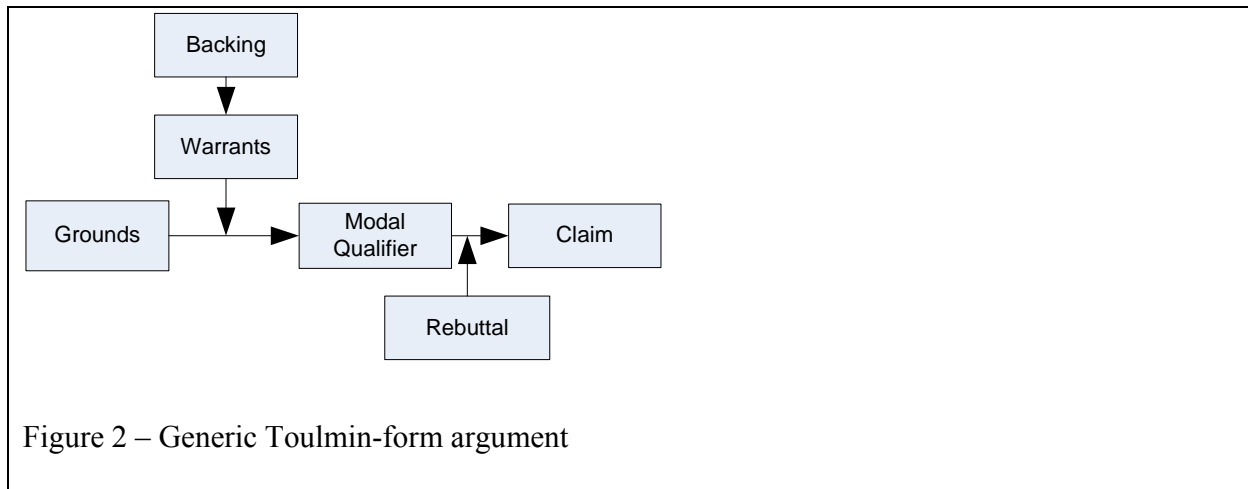 Backing
Warrants
Grounds
Modal
Qualifier
Claim
Rebuttal
Figure 2 – Generic Toulmin-form argument